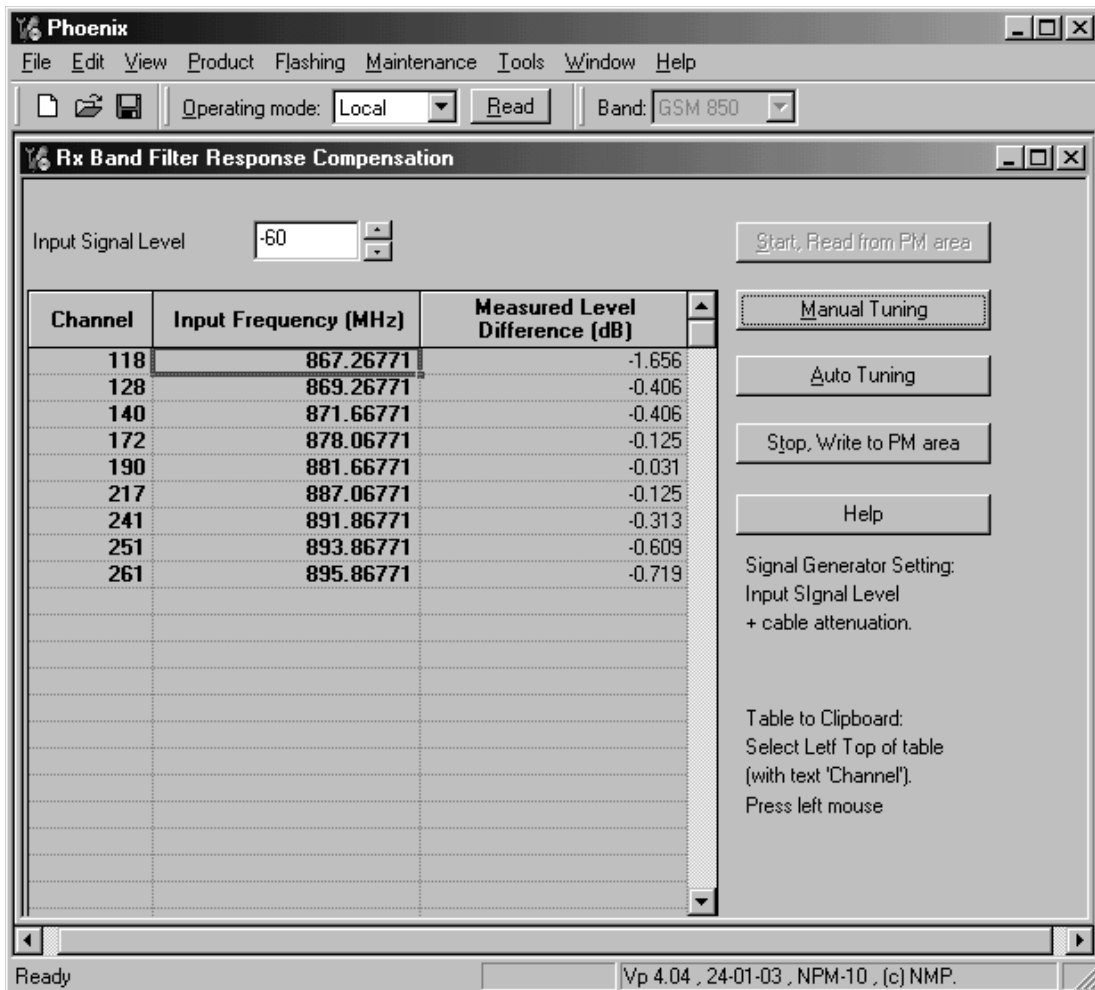 Phoenix
File Edit View Product Flashing Maintenance Tools Window Help
Operating mode: Local Read Band: GSM 850
Rx Band Filter Response Compensation
Input Signal Level -60
Start, Read from PM area
Channel Input Frequency (MHz) Measured Level Difference (dB)
Manual Tuning
118 867.26771 -1.656
128 869.26771 -0.406
Auto Tuning
140 871.66771 -0.406
172 878.06771 -0.125
Stop, Write to PM area
190 881.66771 -0.031
217 887.06771 -0.125
241 891.86771 -0.313
Help
251 893.86771 -0.609
261 895.86771 -0.719
Signal Generator Setting:
Input SIgnal Level
+ cable attenuation.
Table to Clipboard:
Select Letf Top of table
(with text 'Channel').
Press left mouse
Ready Vp 4.04 , 24-01-03 , NPM-10 , (c) NMP.